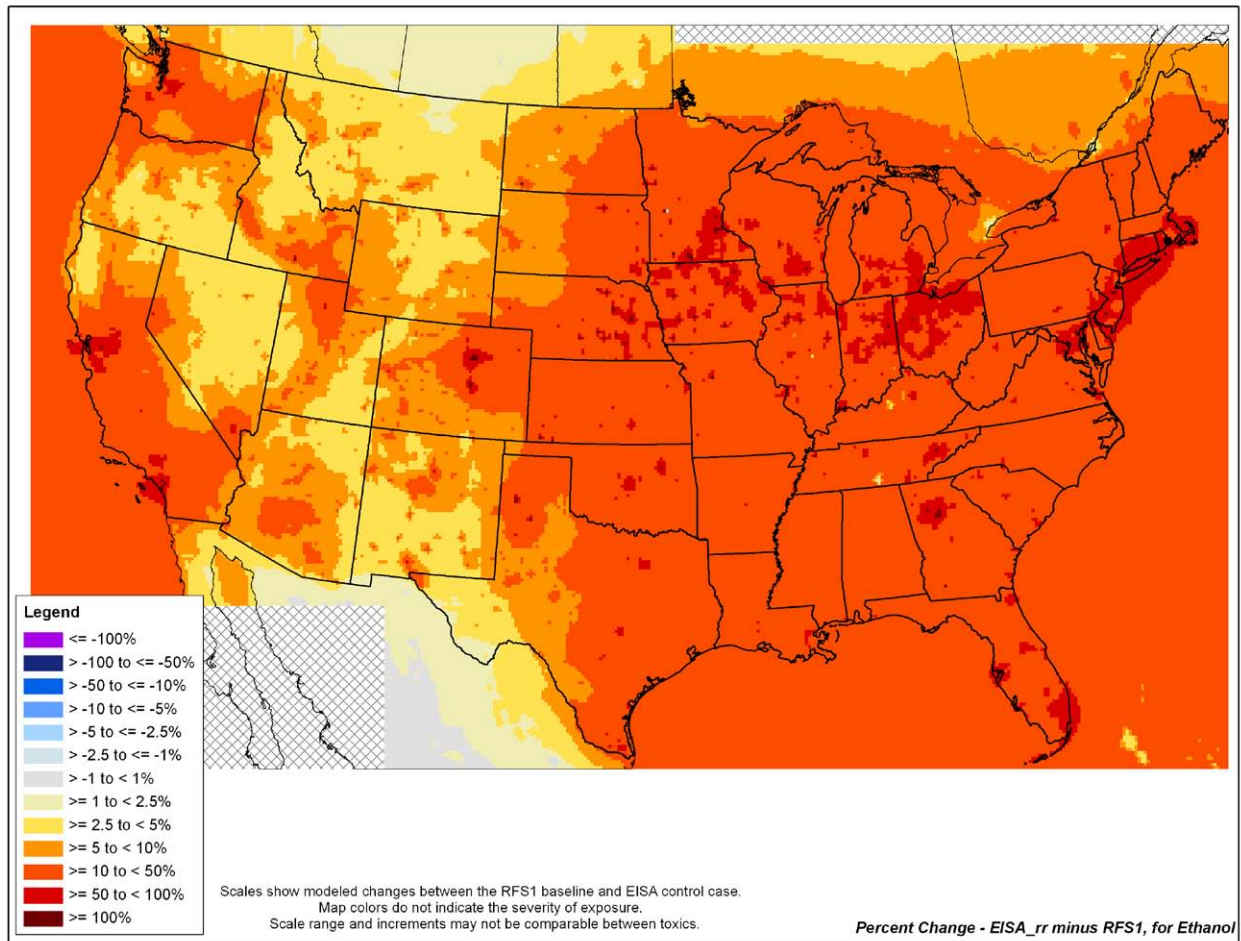 Legend
<= -100%
> -100 to <= -50%
> -50 to <= -10%
> -10 to <= -5%
> -5 to <= -2.5%
> -2.5 to <= -1%
> -1 to < 1%
>= 1 to < 2.5%
>= 2.5 to < 5%
>= 5 to < 10%
>= 10 to < 50%
>= 50 to < 100%
>= 100%
Scales show modeled changes between the RFS1 baseline and EISA control case.
Map colors do not indicate the severity of exposure.
Scale range and increments may not be comparable between toxics.
Percent Change - EISA_rr minus RFS1, for Ethanol